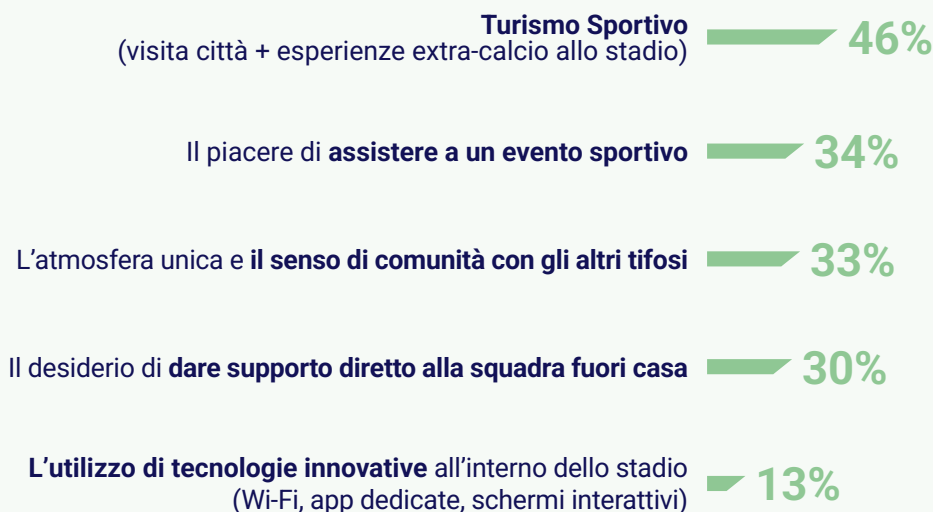 Turismo Sportivo
(visita città + esperienze extra-calcio allo stadio)
46%
Il piacere di assistere a un evento sportivo
34%
L’atmosfera unica e il senso di comunità con gli altri tifosi
33%
Il desiderio di dare supporto diretto alla squadra fuori casa
30%
L’utilizzo di tecnologie innovative all’interno dello stadio
(Wi-Fi, app dedicate, schermi interattivi)
13%